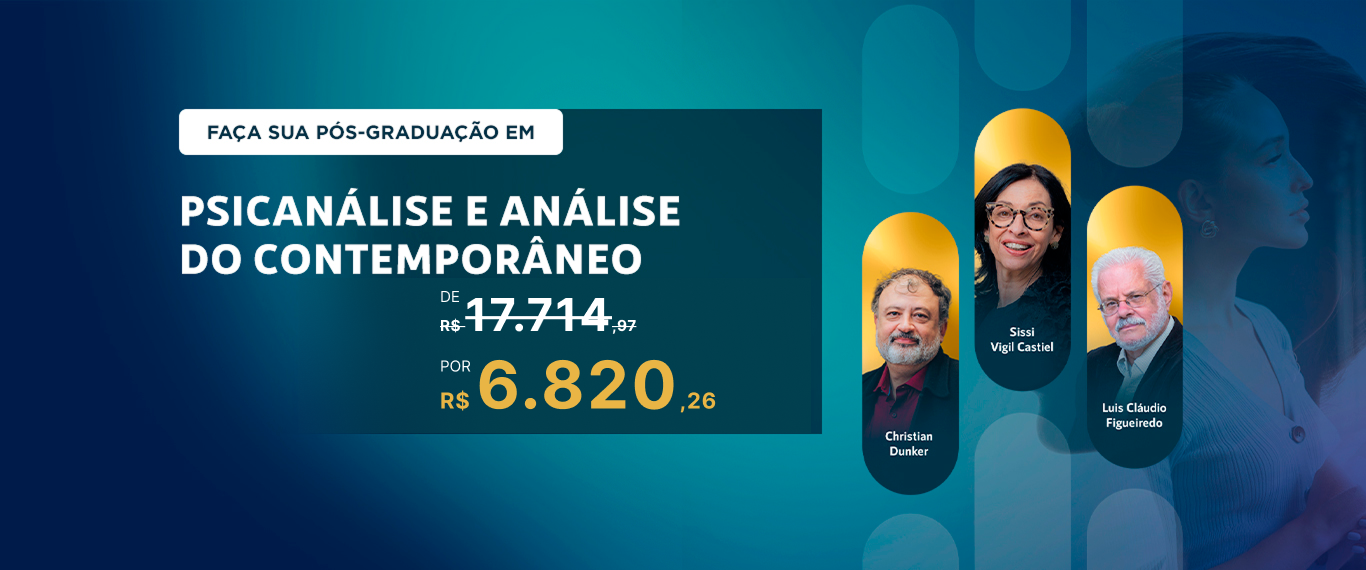 FAÇA SUA PÓS-GRADUAÇÃO EM
PSICANÁLISE E ANÁLISE
DO CONTEMPORÂNEO
DE
R$ 17.714,97
POR
R$ 6.820,26
Christian
Dunker
Sissi
Vigil Castiel
Luis Cláudio
Figueiredo